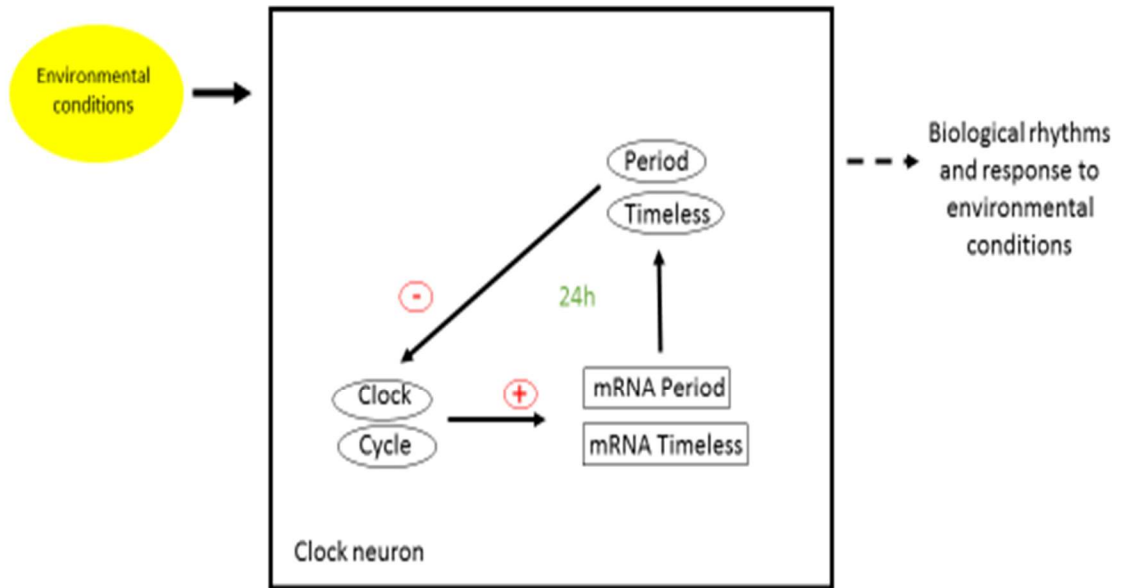 Environmental
conditions
Period
Timeless
-
24h
Clock
Cycle
+
mRNA Period
mRNA Timeless
Clock neuron
Biological rhythms
and response to
environmental
conditions